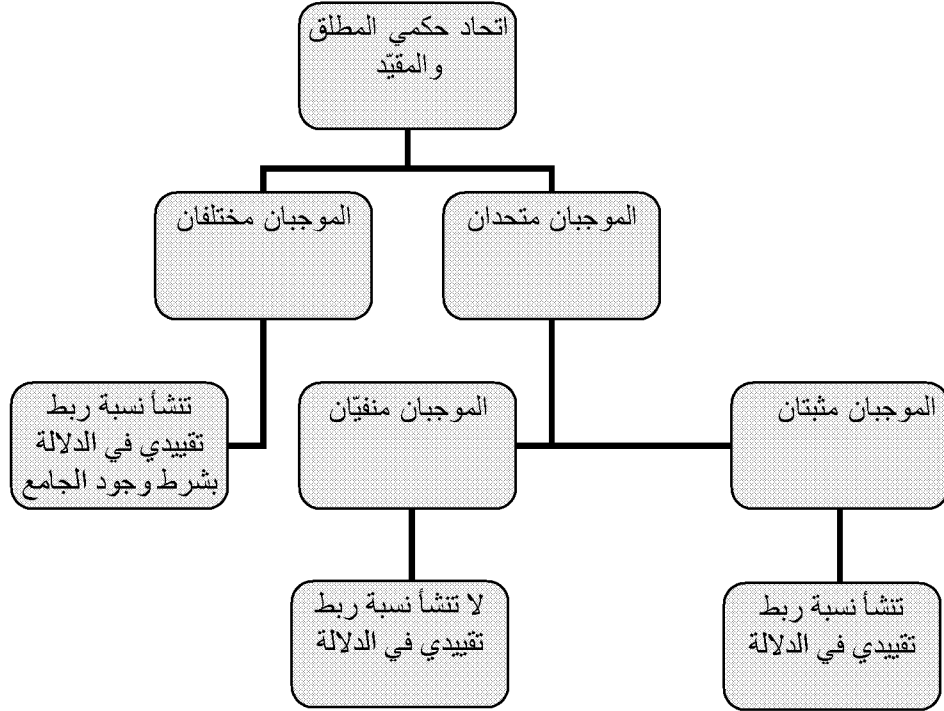 اتحاد حكمي المطلق
والمقيّد
الموجبان متحدان
الموجبان مختلفان
الموجبان مثبتان
الموجبان منفيّان
تنشأ نسبة ربط
تقييدي في الدلالة
بشرط وجود الجامع
تنشأ نسبة ربط
تقييدي في الدلالة
لا تنشأ نسبة ربط
تقييدي في الدلالة